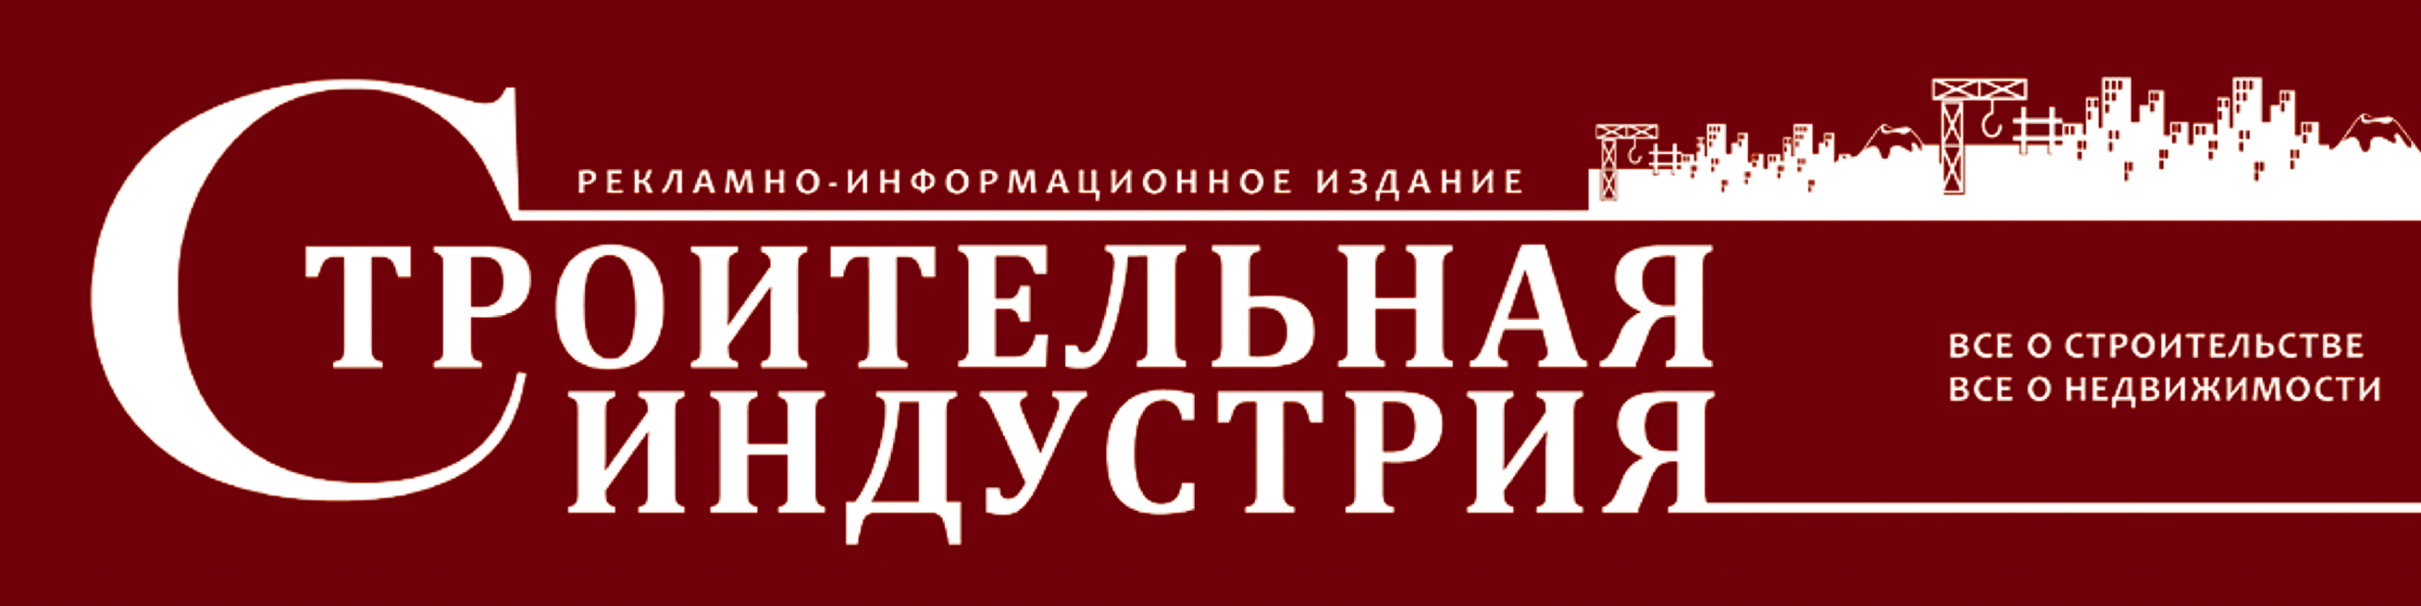 РЕКЛАМНО-ИНФОРМАЦИОННОЕ ИЗДАНИЕ
СТРОИТЕЛЬНАЯ
ИНДУСТРИЯ
ВСЕ О СТРОИТЕЛЬСТВЕ
ВСЕ О НЕДВИЖИМОСТИ